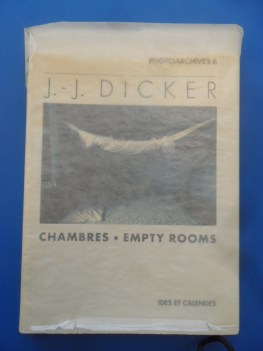 PHOTOARCHIVES 6
J.-J. DICKER
CHAMBRES • EMPTY ROOMS
IDES ET CALENDES